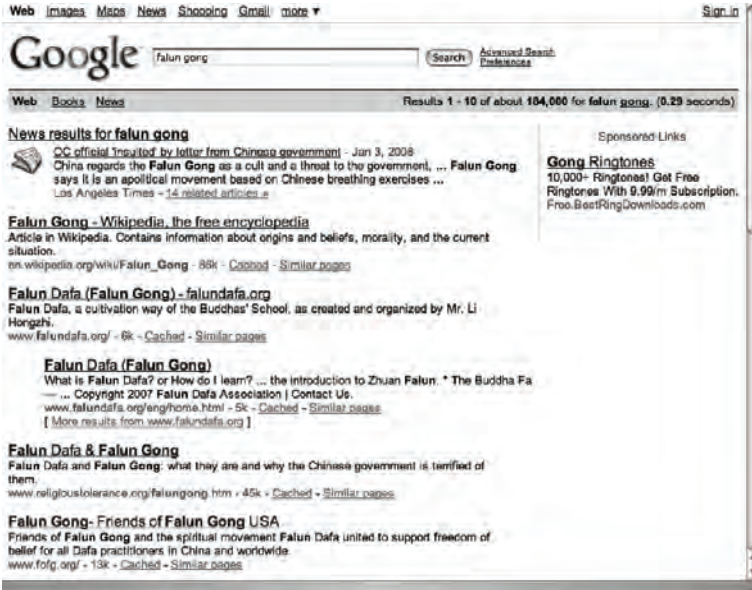 Web Images Maps News Shopping Gmail more ▼ Sign in
Google falun gong Search Advanced Search
Preferences
Web Books News Results 1 - 10 of about 184,000 for falun gong. (0.29 seconds)
News results for falun gong
OC official 'insulted' by letter from Chinese government - Jan 3, 2008
China regards the Falun Gong as a cult and a threat to the government, ... Falun Gong
says it is an apolitical movement based on Chinese breathing exercises ...
Los Angeles Times - 14 related articles »
Falun Gong - Wikipedia, the free encyclopedia
Article in Wikipedia. Contains information about origins and beliefs, morality, and the current
situation.
en.wikipedia.org/wiki/Falun_Gong - 86k - Cached - Similar pages
Falun Dafa (Falun Gong) - falundafa.org
Falun Dafa, a cultivation way of the Buddhas' School, as created and organized by Mr. Li
Hongzhi.
www.falundafa.org/ - 6k - Cached - Similar pages
Falun Dafa (Falun Gong)
What is Falun Dafa? or How do I learn? ... the introduction to Zhuan Falun. * The Buddha Fa
— ... Copyright 2007 Falun Dafa Association | Contact Us.
www.falundafa.org/eng/home.html - 5k - Cached - Similar pages
[ More results from www.falundafa.org ]
Falun Dafa & Falun Gong
Falun Dafa and Falun Gong: what they are and why the Chinese government is terrified of
them.
www.religioustolerance.org/falungong.htm - 45k - Cached - Similar pages
Falun Gong- Friends of Falun Gong USA
Friends of Falun Gong and the spiritual movement Falun Dafa united to support freedom of
belief for all Dafa practitioners in China and worldwide.
www.fofg.org/ - 13k - Cached - Similar pages
Sponsored Links
Gong Ringtones
10,000+ Ringtones! Get Free
Ringtones With 9.99/m Subscription.
Free.BestRingDownloads.com